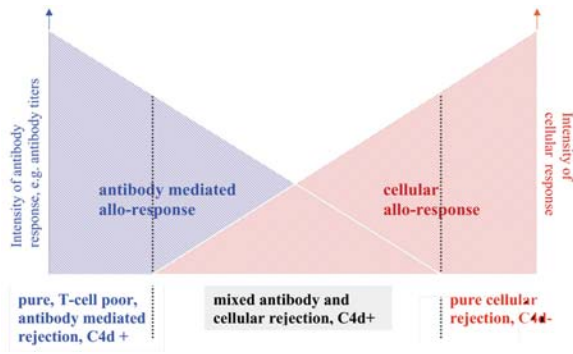 Intensity of antibody
response, e.g. antibody titers
antibody mediated
allo-response
cellular
allo-response
Intensity of
cellular response
pure, T-cell poor,
antibody mediated
rejection, C4d +
mixed antibody and
cellular rejection, C4d+
pure cellular
rejection, C4d-